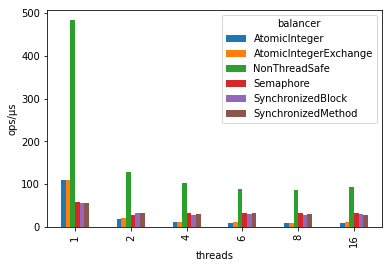 500
400
300
200
100
0
ops/µs
balancer
AtomicInteger
AtomicIntegerExchange
NonThreadSafe
Semaphore
SynchronizedBlock
SynchronizedMethod
1
2
4
6
8
16
threads